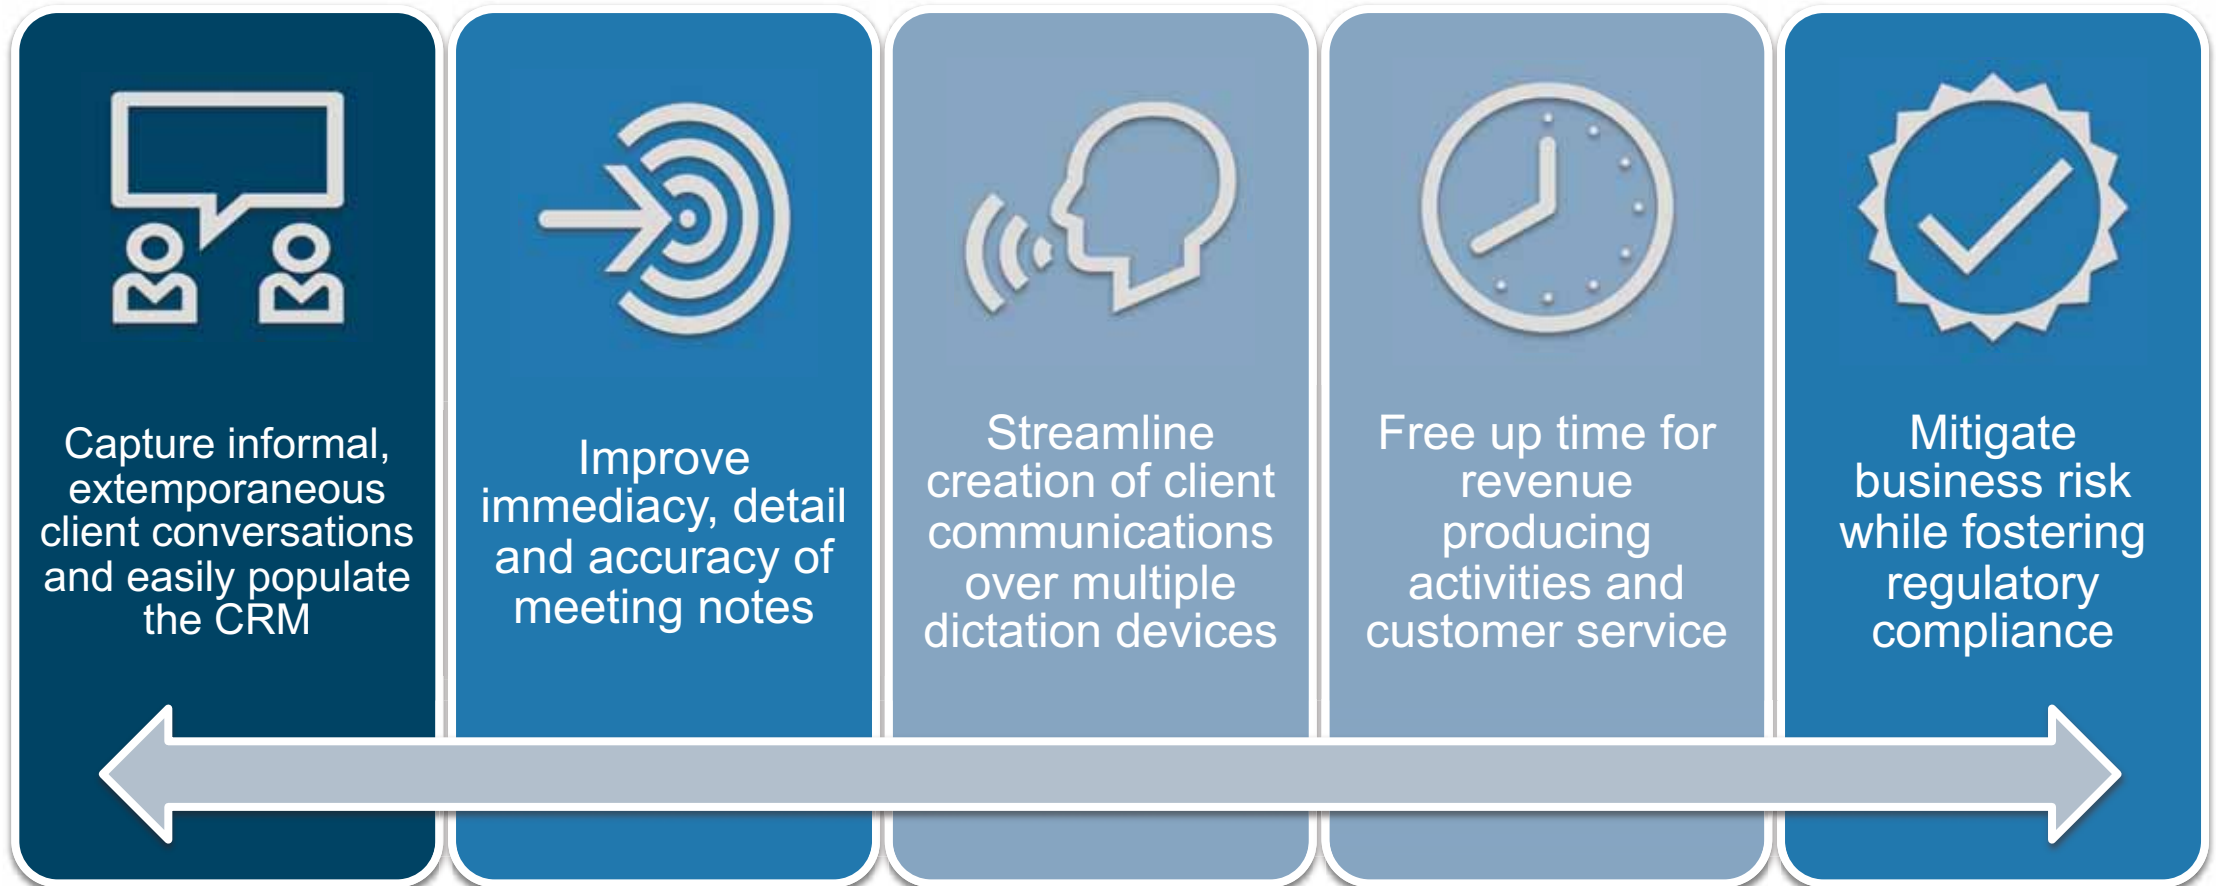 Capture informal,
extemporaneous
client conversations
and easily populate
the CRM
Improve
immediacy, detail
and accuracy of
meeting notes
Streamline
creation of client
communications
over multiple
dictation devices
Free up time for
revenue
producing
activities and
customer service
Mitigate
business risk
while fostering
regulatory
compliance